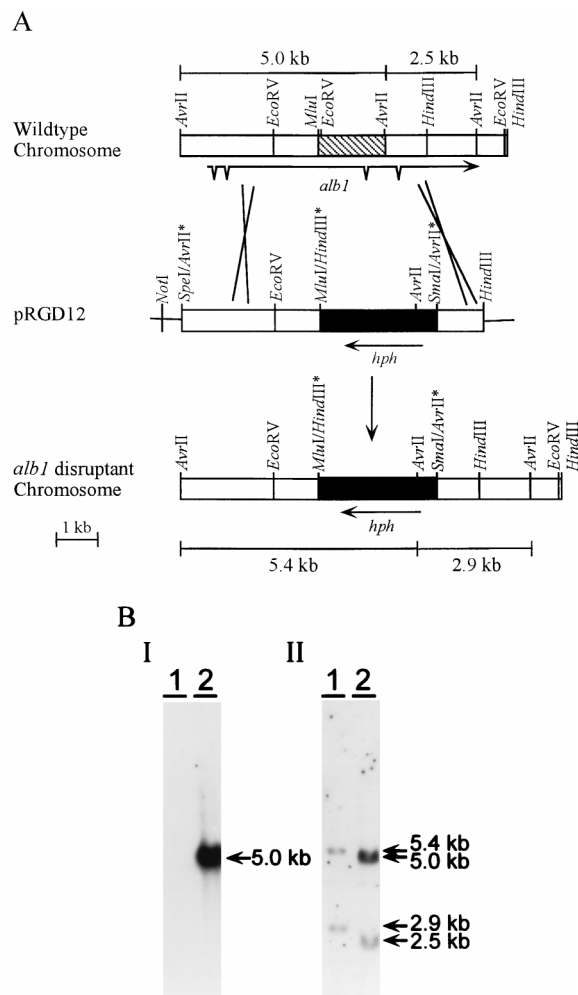 A
5.0 kb 2.5 kb
AvrII EcoRV MluI EcoRV AvrII HindIII AvrII EcoRV HindIII
Wildtype
Chromosome
alb1
NotI SpeI/AvrII* EcoRV MluI/HindIII* AvrII SmaI/AvrII* HindIII
pRGD12
hph
AvrII EcoRV MluI/HindIII* AvrII SmaI/AvrII* HindIII AvrII EcoRV HindIII
alb1 disruptant
Chromosome
hph
1 kb
5.4 kb 2.9 kb
B
I II
1 2 1 2
5.4 kb
5.0 kb 5.0 kb
2.9 kb
2.5 kb